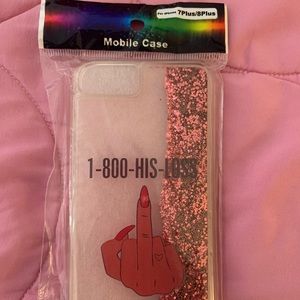 For iPhone 7Plus/8Plus
Mobile Case
1-800-HIS-LOSS